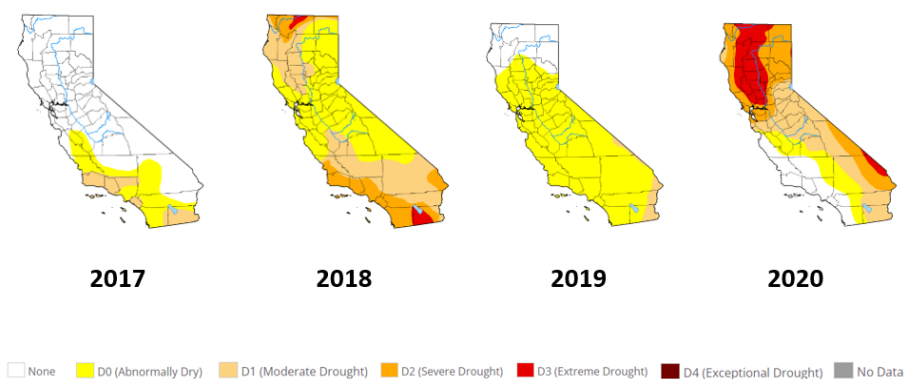 2017 2018 2019 2020
None D0 (Abnormally Dry) D1 (Moderate Drought) D2 (Severe Drought) D3 (Extreme Drought) D4 (Exceptional Drought) No Data